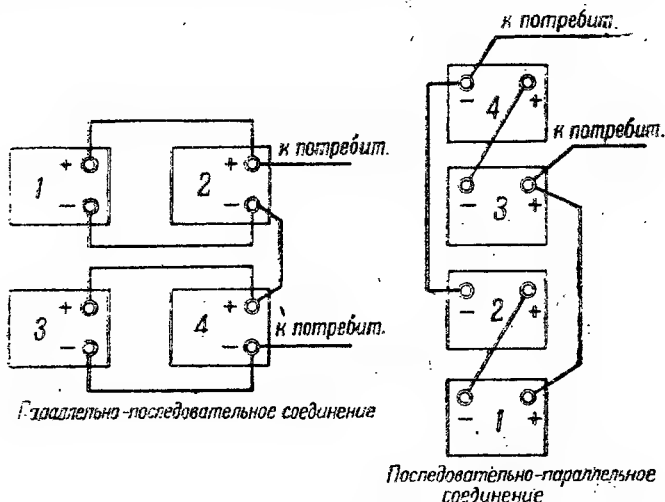 к потребит.
- 4 +
к потребит.
- 3 +
- 2 +
- 1 +
Последовательно-параллельное
соединение
+ +
1 2
- -
к потребит.
+ +
3 4
- -
к потребит.
Параллельно-последовательное соединение